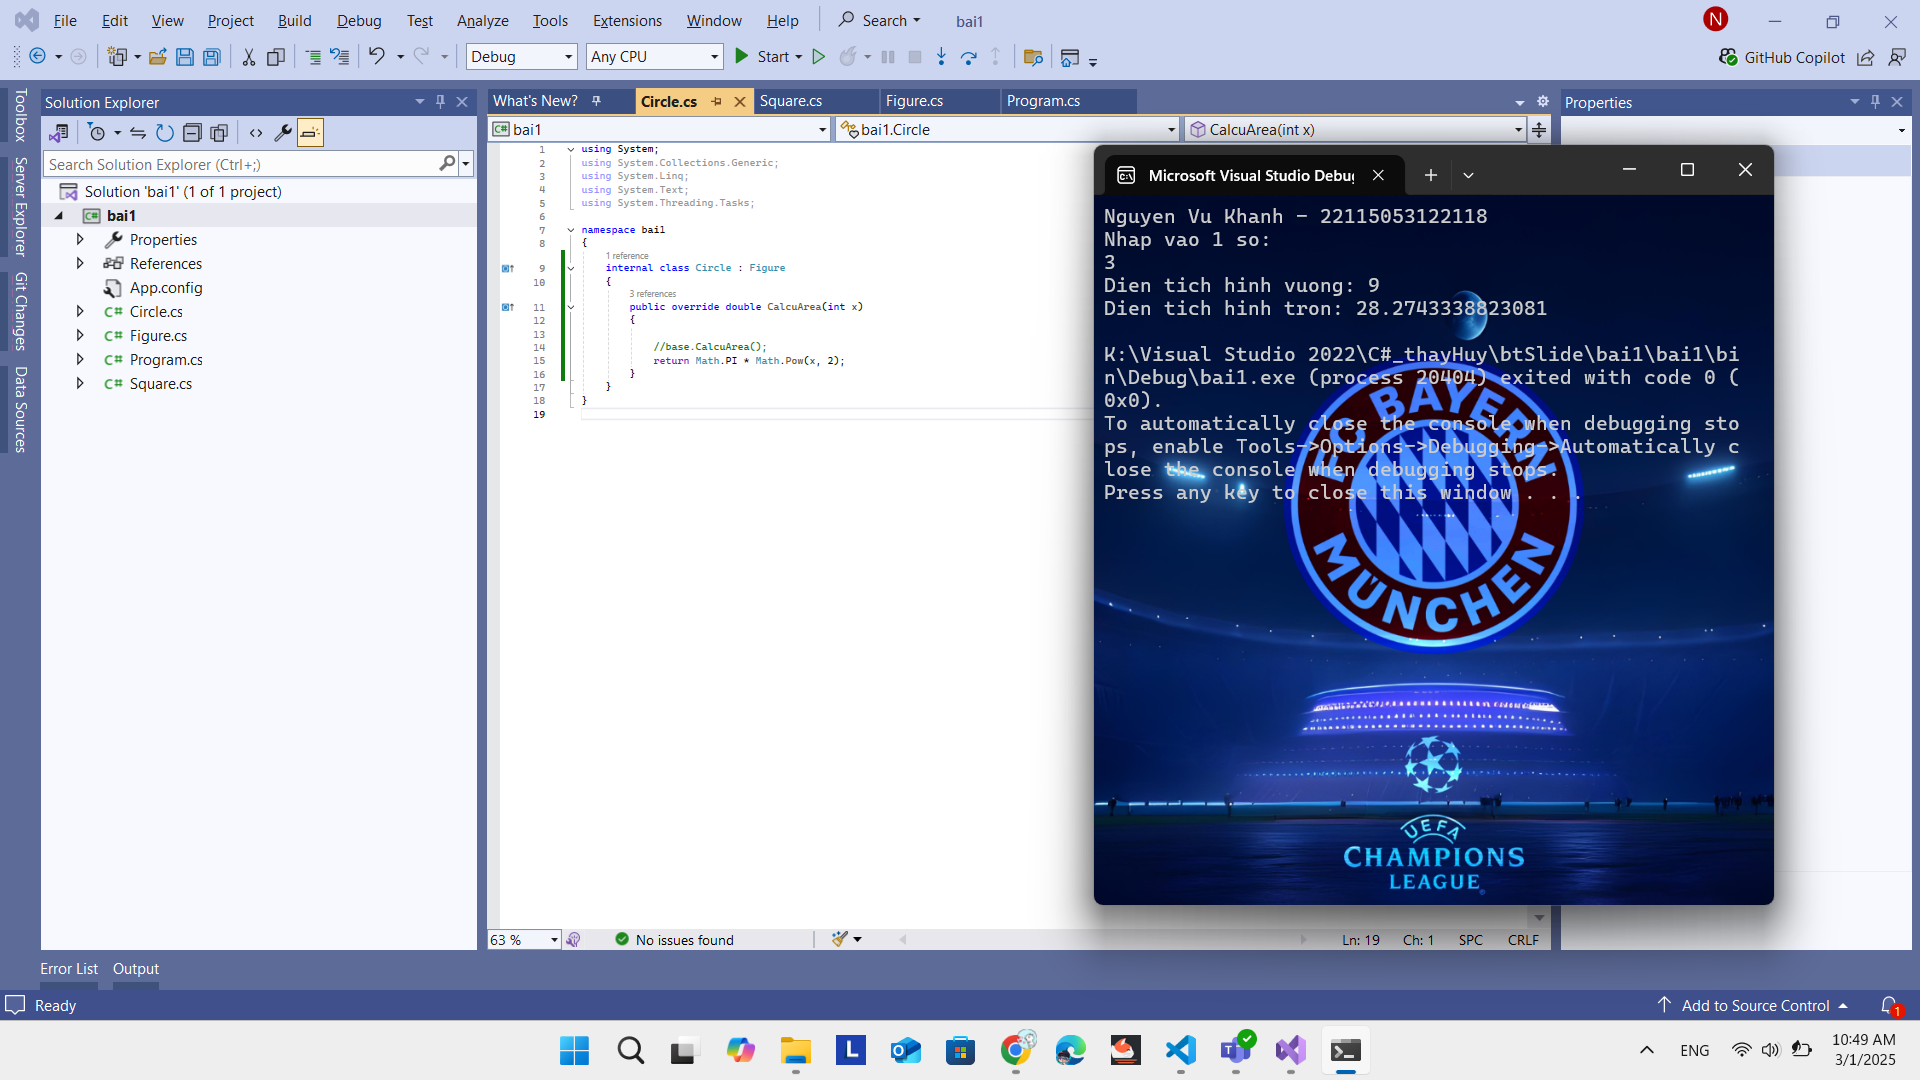 File Edit View Project Build Debug Test Analyze Tools Extensions Window Help Search bai1 N
Debug Any CPU Start GitHub Copilot
Toolbox
Server Explorer
Git Changes
Data Sources
Solution Explorer
Search Solution Explorer (Ctrl+;)
Solution 'bai1' (1 of 1 project)
C# bai1
Properties
References
App.config
C# Circle.cs
C# Figure.cs
C# Program.cs
C# Square.cs
What's New? Circle.cs Square.cs Figure.cs Program.cs
C# bai1 bai1.Circle CalcuArea(int x)
1 using System;
2 using System.Collections.Generic;
3 using System.Linq;
4 using System.Text;
5 using System.Threading.Tasks;
6
7 namespace bai1
8 {
1 reference
9 internal class Circle : Figure
10 {
3 references
11 public override double CalcuArea(int x)
12 {
13
14 //base.CalcuArea();
15 return Math.PI * Math.Pow(x, 2);
16 }
17 }
18 }
19
63 % No issues found Ln: 19 Ch: 1 SPC CRLF
Properties
Microsoft Visual Studio Debug
Nguyen Vu Khanh - 22115053122118
Nhap vao 1 so:
3
Dien tich hinh vuong: 9
Dien tich hinh tron: 28.2743338823081
K:\Visual Studio 2022\C#_thayHuy\btSlide\bai1\bai1\bi
n\Debug\bai1.exe (process 20404) exited with code 0 (
0x0).
To automatically close the console when debugging sto
ps, enable Tools->Options->Debugging->Automatically c
lose the console when debugging stops.
Press any key to close this window . . .
FC BAYERN
MÜNCHEN
UEFA
CHAMPIONS
LEAGUE
Error List Output
Ready Add to Source Control 1
L ENG 10:49 AM
3/1/2025